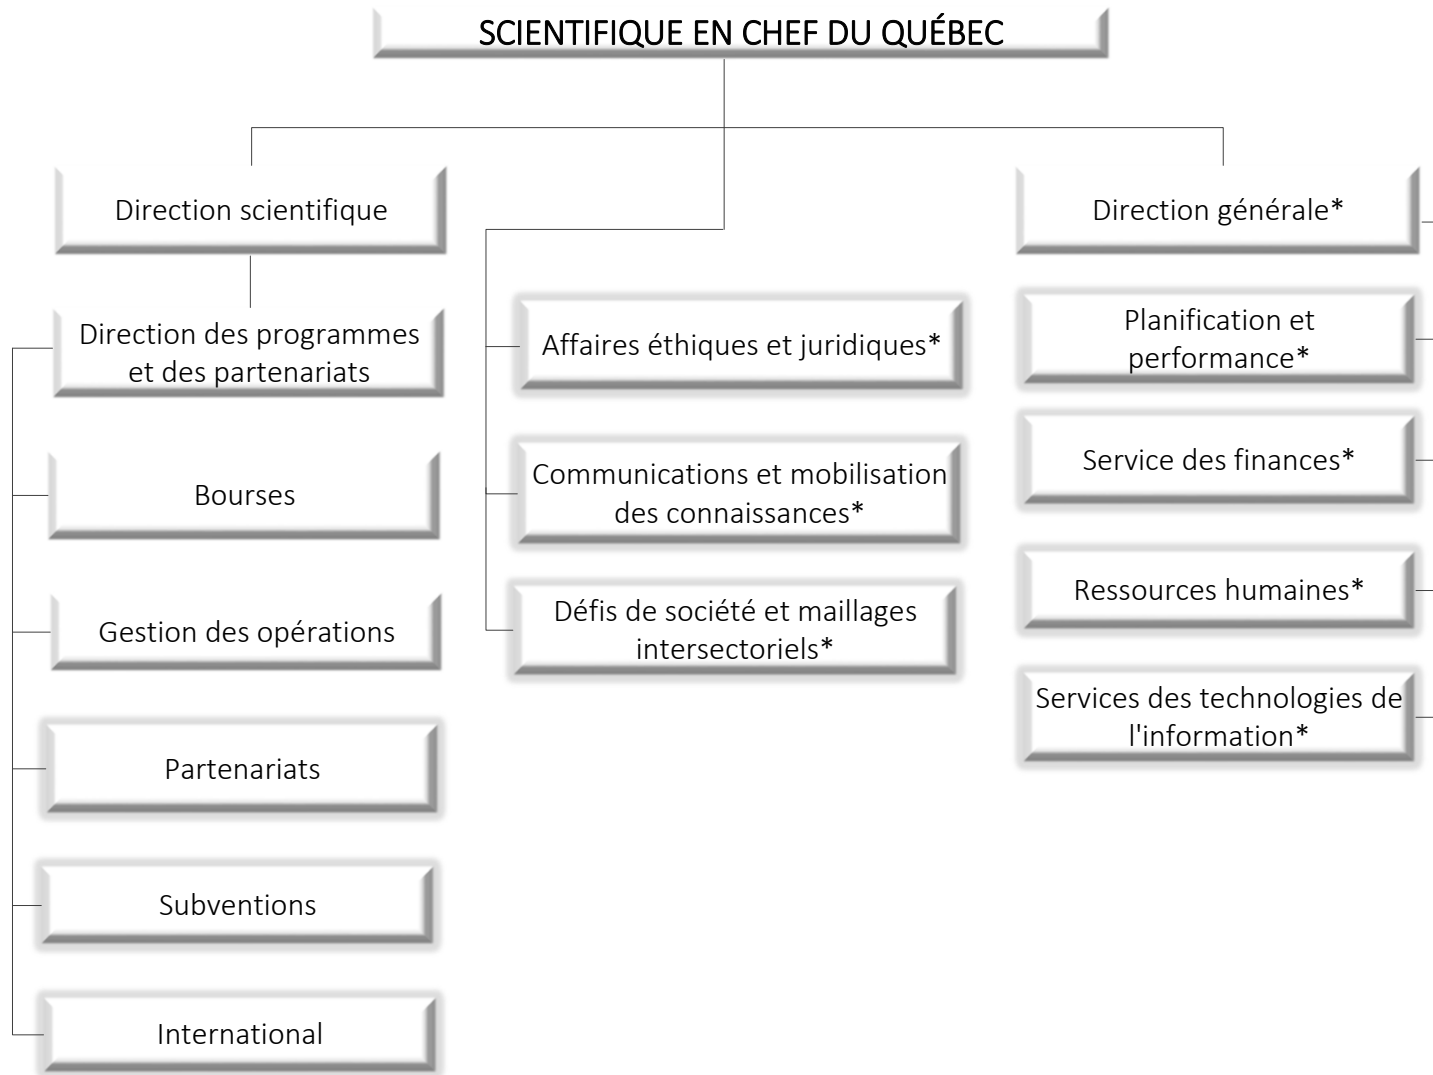 SCIENTIFIQUE EN CHEF DU QUÉBEC
Direction scientifique
Direction des programmes
et des partenariats
Bourses
Gestion des opérations
Partenariats
Subventions
International
Affaires éthiques et juridiques*
Communications et mobilisation
des connaissances*
Défis de société et maillages
intersectoriels*
Direction générale*
Planification et
performance*
Service des finances*
Ressources humaines*
Services des technologies de
l'information*